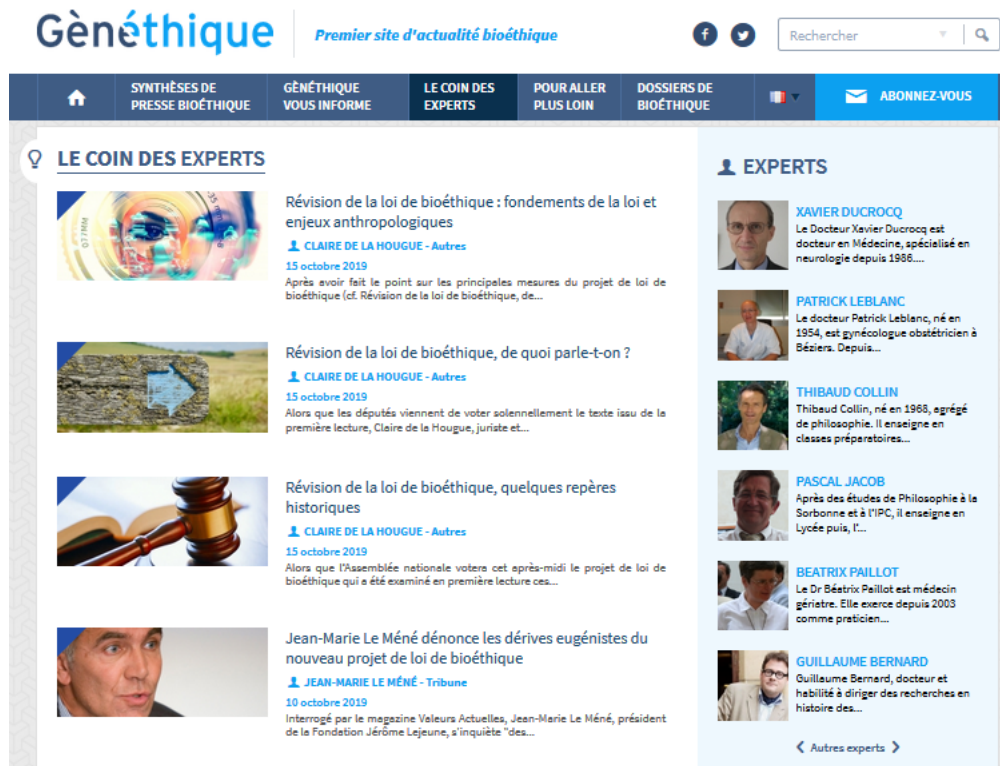 Gènéthique
Premier site d'actualité bioéthique
Rechercher
SYNTHÈSES DE
PRESSE BIOÉTHIQUE
GÈNÉTHIQUE
VOUS INFORME
LE COIN DES
EXPERTS
POUR ALLER
PLUS LOIN
DOSSIERS DE
BIOÉTHIQUE
ABONNEZ-VOUS
LE COIN DES EXPERTS
Révision de la loi de bioéthique : fondements de la loi et
enjeux anthropologiques
CLAIRE DE LA HOUGUE - Autres
15 octobre 2019
Après avoir fait le point sur les principales mesures du projet de loi de
bioéthique (cf. Révision de la loi de bioéthique, de...
Révision de la loi de bioéthique, de quoi parle-t-on ?
CLAIRE DE LA HOUGUE - Autres
15 octobre 2019
Alors que les députés viennent de voter solennellement le texte issu de la
première lecture, Claire de la Hougue, juriste et...
Révision de la loi de bioéthique, quelques repères
historiques
CLAIRE DE LA HOUGUE - Autres
15 octobre 2019
Alors que l'Assemblée nationale votera cet après-midi le projet de loi de
bioéthique qui a été examiné en première lecture ces...
Jean-Marie Le Méné dénonce les dérives eugénistes du
nouveau projet de loi de bioéthique
JEAN-MARIE LE MÉNÉ - Tribune
10 octobre 2019
Interrogé par le magazine Valeurs Actuelles, Jean-Marie Le Méné, président
de la Fondation Jérôme Lejeune, s'inquiète "des...
EXPERTS
XAVIER DUCROCQ
Le Docteur Xavier Ducrocq est
docteur en Médecine, spécialisé en
neurologie depuis 1986....
PATRICK LEBLANC
Le docteur Patrick Leblanc, né en
1954, est gynécologue obstétricien à
Béziers. Depuis...
THIBAUD COLLIN
Thibaud Collin, né en 1968, agrégé
de philosophie. Il enseigne en
classes préparatoires...
PASCAL JACOB
Après des études de Philosophie à la
Sorbonne et à l'IPC, il enseigne en
Lycée puis, l'...
BEATRIX PAILLOT
Le Dr Béatrix Paillot est médecin
gériatre. Elle exerce depuis 2003
comme praticien...
GUILLAUME BERNARD
Guillaume Bernard, docteur et
habilité à diriger des recherches en
histoire des...
Autres experts